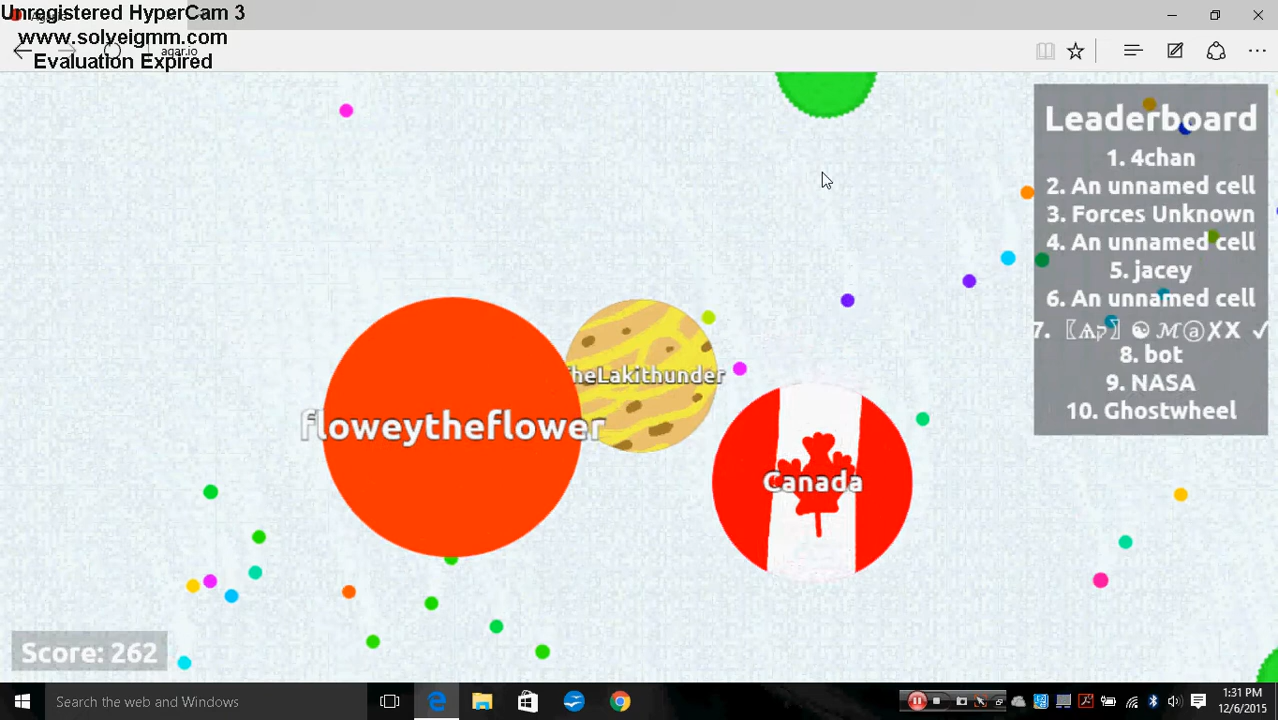 Unregistered HyperCam 3
www.solveigmm.com
Evaluation Expired
agar.io
Leaderboard
1. 4chan
2. An unnamed cell
3. Forces Unknown
4. An unnamed cell
5. jacey
6. An unnamed cell
8. bot
9. NASA
10. Ghostwheel
theLakithunder
floweytheflower
Canada
Score: 262
Search the web and Windows
1:31 PM
12/6/2015